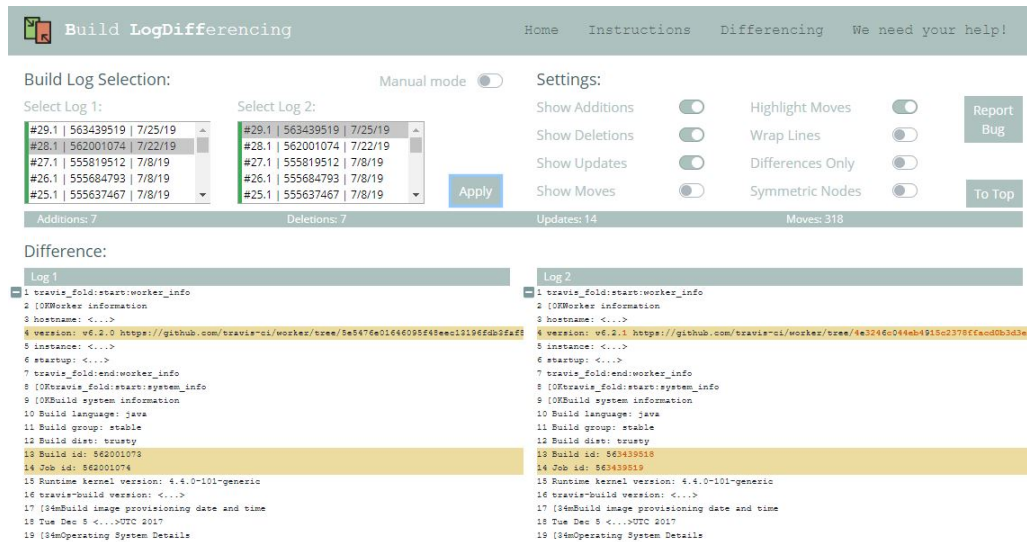 Build LogDifferencing
Home Instructions Differencing We need your help!
Build Log Selection:
Manual mode
Settings:
Select Log 1:
Select Log 2:
#29.1 | 563439519 | 7/25/19
#28.1 | 562001074 | 7/22/19
#27.1 | 555819512 | 7/8/19
#26.1 | 555684793 | 7/8/19
#25.1 | 555637467 | 7/8/19
#29.1 | 563439519 | 7/25/19
#28.1 | 562001074 | 7/22/19
#27.1 | 555819512 | 7/8/19
#26.1 | 555684793 | 7/8/19
#25.1 | 555637467 | 7/8/19
Apply
Show Additions
Show Deletions
Show Updates
Show Moves
Highlight Moves
Wrap Lines
Differences Only
Symmetric Nodes
Report
Bug
To Top
Additions: 7
Deletions: 7
Updates: 14
Moves: 318
Difference:
Log 1
1 travis_fold:start:worker_info
2 [0KWorker information
3 hostname: <...>
4 version: v6.2.0 https://github.com/travis-ci/worker/tree/5e5476e01646095f48eec13196fdb3faf8
5 instance: <...>
6 startup: <...>
7 travis_fold:end:worker_info
8 [0Ktravis_fold:start:system_info
9 [0KBuild system information
10 Build language: java
11 Build group: stable
12 Build dist: trusty
13 Build id: 562001073
14 Job id: 562001074
15 Runtime kernel version: 4.4.0-101-generic
16 travis-build version: <...>
17 [34mBuild image provisioning date and time
18 Tue Dec 5 <...>UTC 2017
19 [34mOperating System Details
Log 2
1 travis_fold:start:worker_info
2 [0KWorker information
3 hostname: <...>
4 version: v6.2.1 https://github.com/travis-ci/worker/tree/4e3246c044eb4915c2378ffacd0b3d3e
5 instance: <...>
6 startup: <...>
7 travis_fold:end:worker_info
8 [0Ktravis_fold:start:system_info
9 [0KBuild system information
10 Build language: java
11 Build group: stable
12 Build dist: trusty
13 Build id: 563439518
14 Job id: 563439519
15 Runtime kernel version: 4.4.0-101-generic
16 travis-build version: <...>
17 [34mBuild image provisioning date and time
18 Tue Dec 5 <...>UTC 2017
19 [34mOperating System Details